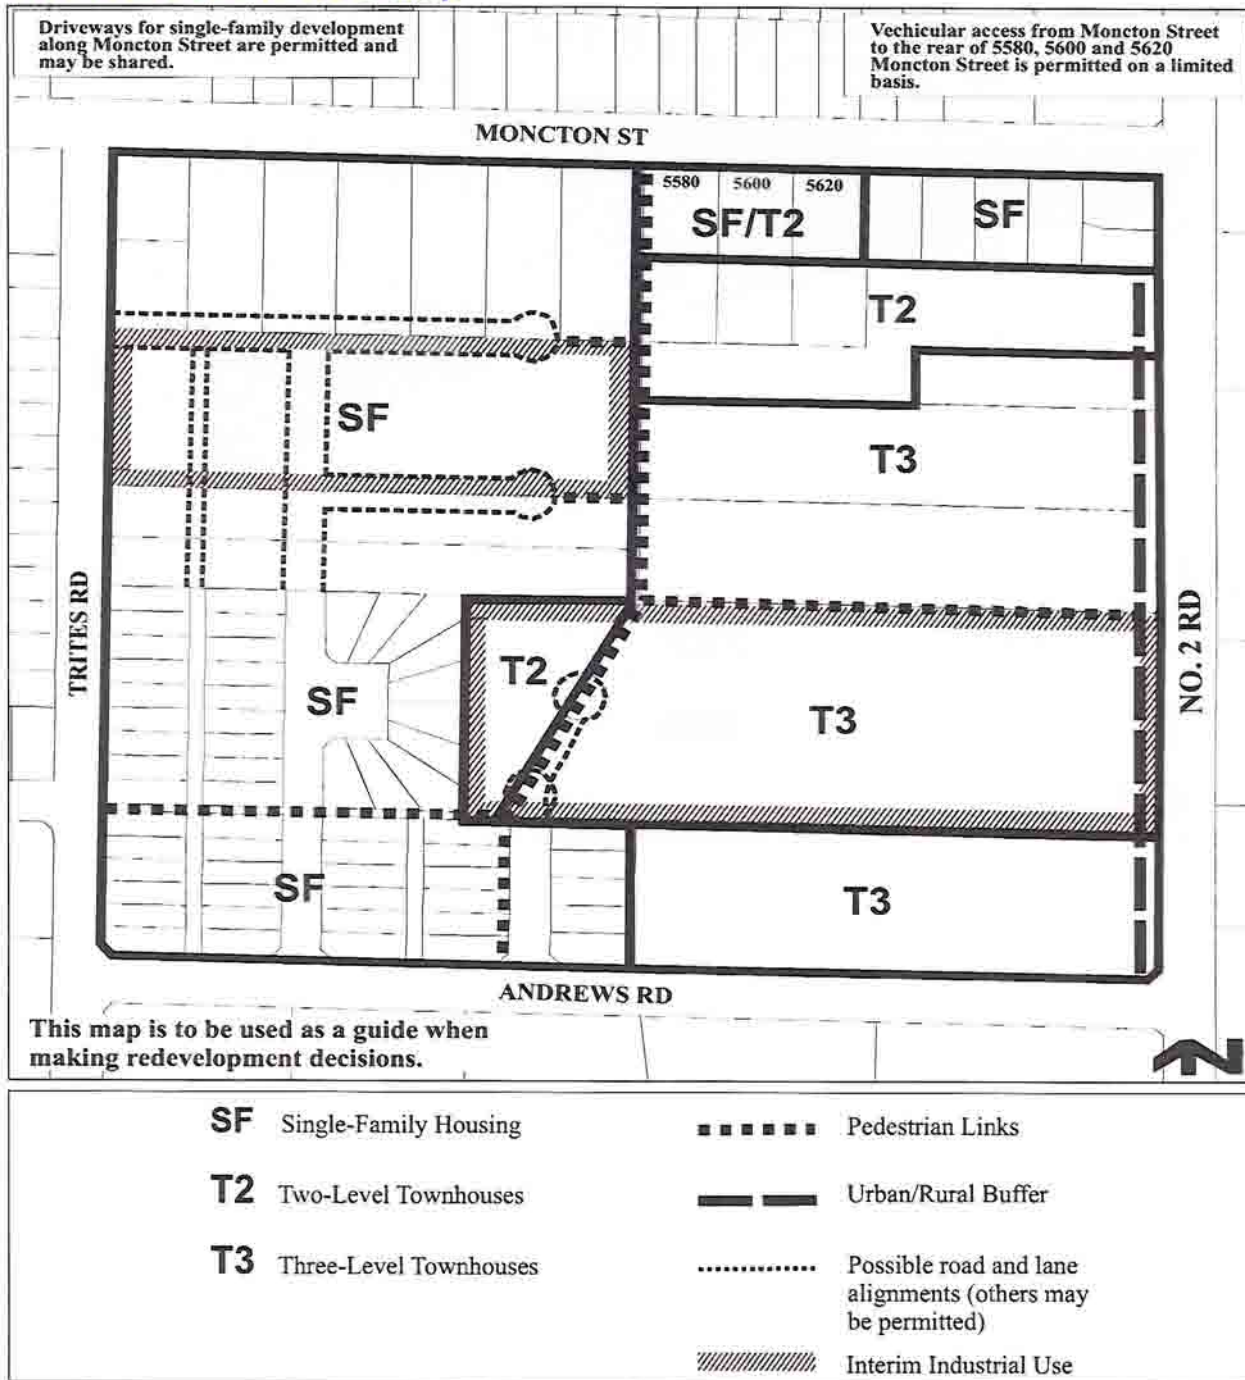 Driveways for single-family development
along Moncton Street are permitted and
may be shared.
Vechicular access from Moncton Street
to the rear of 5580, 5600 and 5620
Moncton Street is permitted on a limited
basis.
MONCTON ST
5580 5600 5620
SF/T2
SF
T2
SF
T3
TRITES RD
NO. 2 RD
T2
SF
T3
SF
T3
ANDREWS RD
This map is to be used as a guide when
making redevelopment decisions.
N
SF Single-Family Housing
T2 Two-Level Townhouses
T3 Three-Level Townhouses
Pedestrian Links
Urban/Rural Buffer
Possible road and lane
alignments (others may
be permitted)
Interim Industrial Use